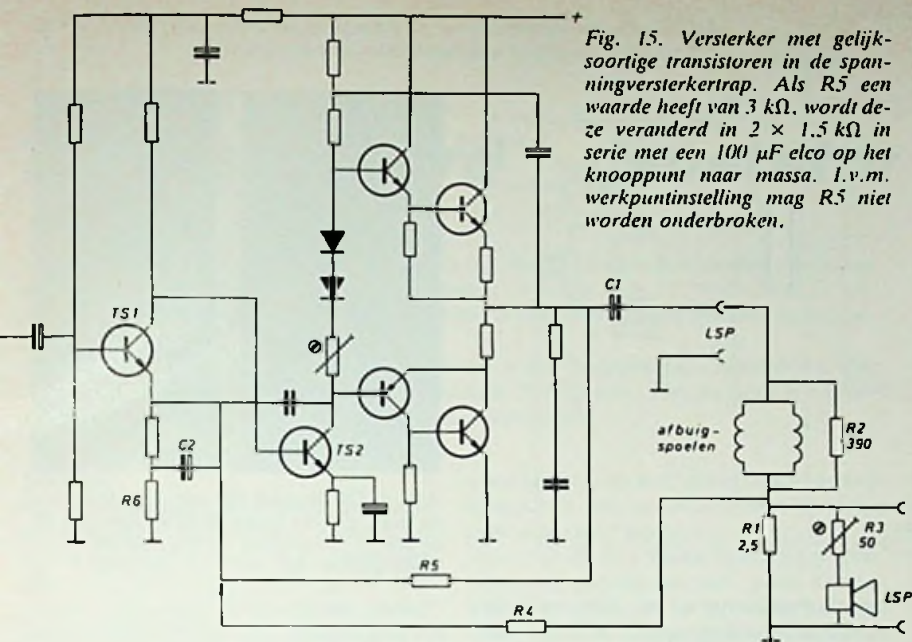 +
Fig. 15. Versterker met gelijk-
soortige transistoren in de span-
ningversterkertrap. Als R5 een
waarde heeft van 3 kΩ, wordt de-
ze veranderd in 2 × 1,5 kΩ in
serie met een 100 µF elco op het
knooppunt naar massa. I.v.m.
werkpuntinstelling mag R5 niet
worden onderbroken.
TS1
C1
LSP
C2
TS2
afbuig-
spoelen
R2
390
R6
R1
2,5
R3
50
R5
LSP
R4